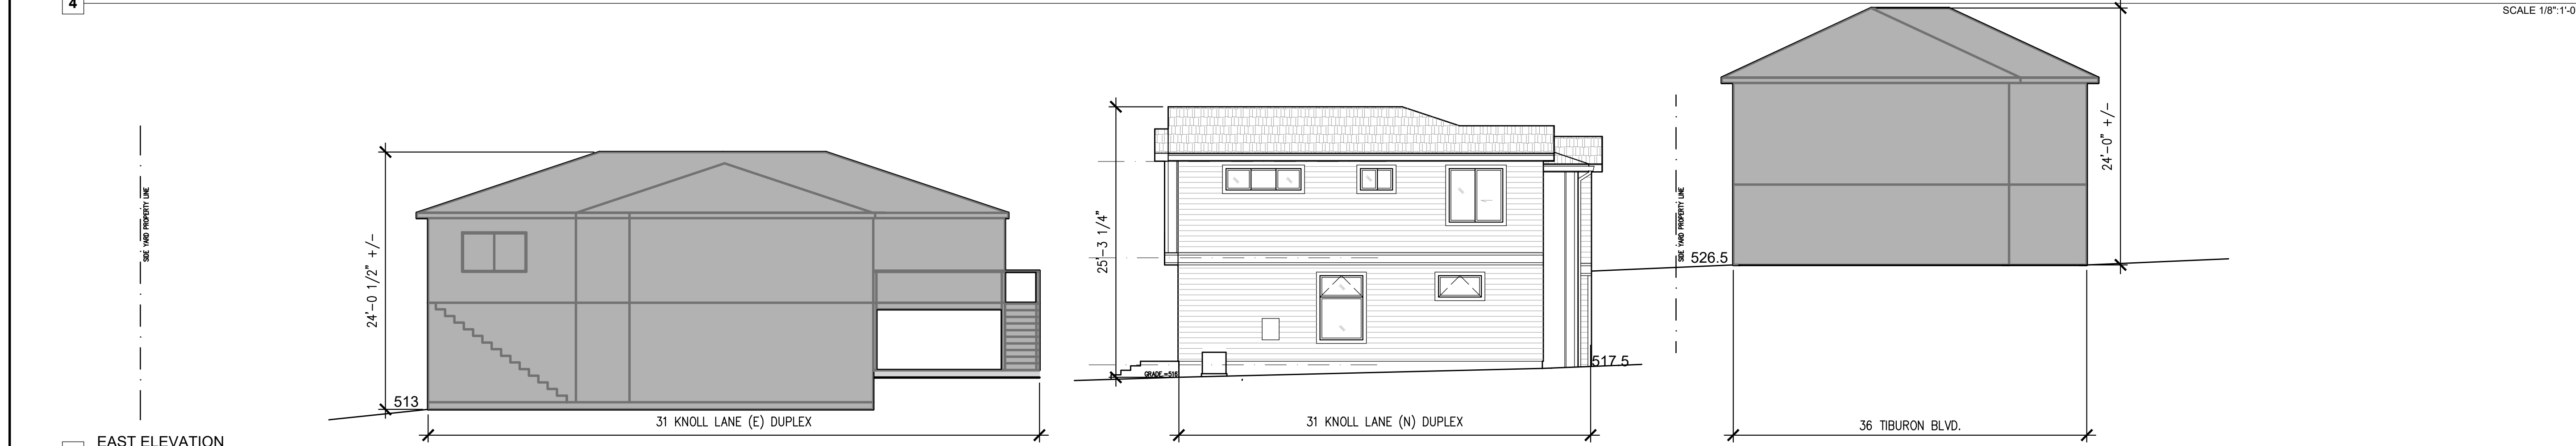 4
SCALE 1/8":1'-0
SIDE YARD PROPERTY LINE
24'-0 1/2" +/-
513
31 KNOLL LANE (E) DUPLEX
25'-3 1/4"
GRADE =516
517.5
31 KNOLL LANE (N) DUPLEX
SIDE YARD PROPERTY LINE
526.5
24'-0" +/-
36 TIBURON BLVD.
EAST ELEVATION